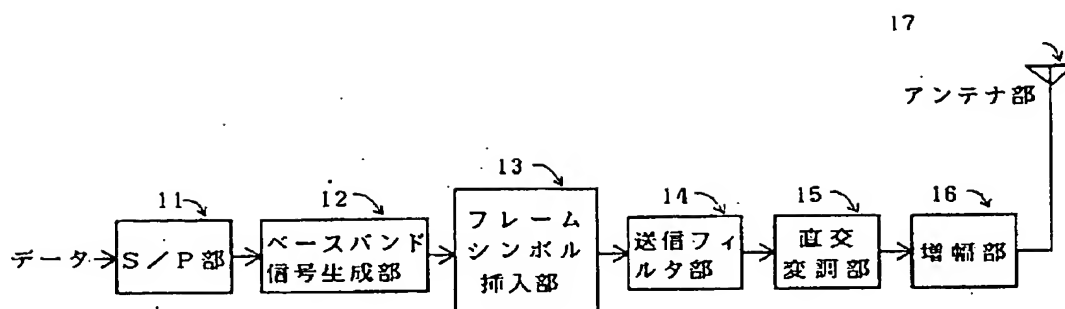 17
アンテナ部
11
12
13
14
15
16
データ
S/P部
ベースバンド
信号生成部
フレーム
シンボル
挿入部
送信フィ
ルタ部
直交
変調部
増幅部